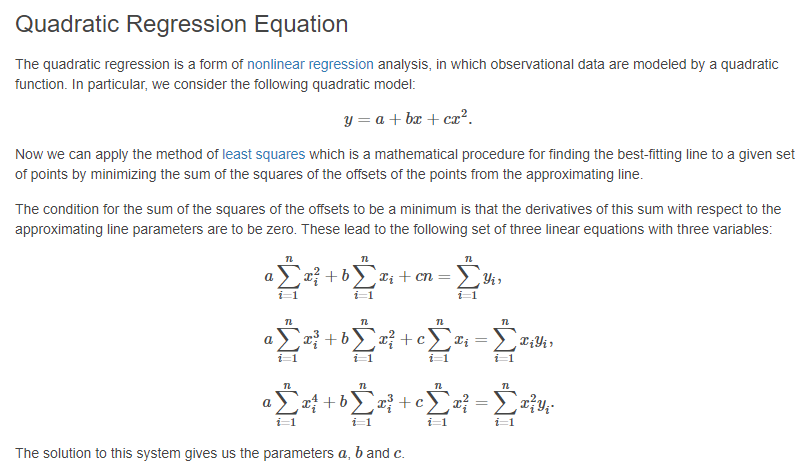 Quadratic Regression Equation
The quadratic regression is a form of nonlinear regression analysis, in which observational data are modeled by a quadratic
function. In particular, we consider the following quadratic model:
y = a + bx + cx².
Now we can apply the method of least squares which is a mathematical procedure for finding the best-fitting line to a given set
of points by minimizing the sum of the squares of the offsets of the points from the approximating line.
The condition for the sum of the squares of the offsets to be a minimum is that the derivatives of this sum with respect to the
approximating line parameters are to be zero. These lead to the following set of three linear equations with three variables:
a \sum_{i=1}^{n} x_i^2 + b \sum_{i=1}^{n} x_i + cn = \sum_{i=1}^{n} y_i,
a \sum_{i=1}^{n} x_i^3 + b \sum_{i=1}^{n} x_i^2 + c \sum_{i=1}^{n} x_i = \sum_{i=1}^{n} x_i y_i,
a \sum_{i=1}^{n} x_i^4 + b \sum_{i=1}^{n} x_i^3 + c \sum_{i=1}^{n} x_i^2 = \sum_{i=1}^{n} x_i^2 y_i.
The solution to this system gives us the parameters a, b and c.